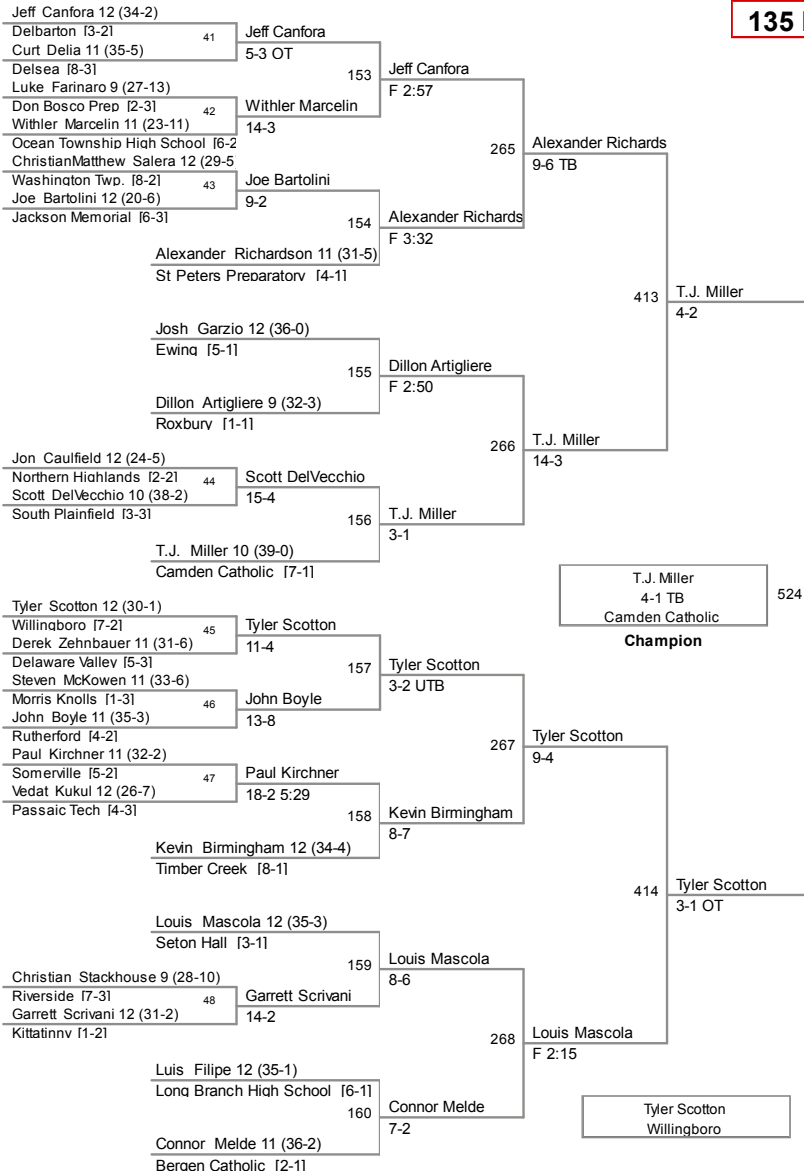 135
Jeff Canfora 12 (34-2)
Delbarton [3-2]
41
Curt Delia 11 (35-5)
Delsea [8-3]
Jeff Canfora
5-3 OT
Luke Farinaro 9 (27-13)
Don Bosco Prep [2-3]
42
Withler Marcelin 11 (23-11)
Ocean Township High School [6-2
Withler Marcelin
14-3
153
Jeff Canfora
F 2:57
ChristianMatthew Salera 12 (29-5
Washington Twp. [8-2]
43
Joe Bartolini 12 (20-6)
Jackson Memorial [6-3]
Joe Bartolini
9-2
154
Alexander Richardson 11 (31-5)
St Peters Preparatory [4-1]
Alexander Richards
F 3:32
265
Alexander Richards
9-6 TB
Josh Garzio 12 (36-0)
Ewing [5-1]
155
Dillon Artigliere 9 (32-3)
Roxbury [1-1]
Dillon Artigliere
F 2:50
Jon Caulfield 12 (24-5)
Northern Highlands [2-2]
44
Scott DelVecchio 10 (38-2)
South Plainfield [3-3]
Scott DelVecchio
15-4
156
T.J. Miller 10 (39-0)
Camden Catholic [7-1]
T.J. Miller
3-1
266
T.J. Miller
14-3
413
T.J. Miller
4-2
T.J. Miller
4-1 TB
Camden Catholic
524
Champion
Tyler Scotton 12 (30-1)
Willingboro [7-2]
45
Derek Zehnbauer 11 (31-6)
Delaware Valley [5-3]
Tyler Scotton
11-4
Steven McKowen 11 (33-6)
Morris Knolls [1-3]
46
John Boyle 11 (35-3)
Rutherford [4-2]
John Boyle
13-8
157
Tyler Scotton
3-2 UTB
Paul Kirchner 11 (32-2)
Somerville [5-2]
47
Vedat Kukul 12 (26-7)
Passaic Tech [4-3]
Paul Kirchner
18-2 5:29
158
Kevin Birmingham 12 (34-4)
Timber Creek [8-1]
Kevin Birmingham
8-7
267
Tyler Scotton
9-4
Louis Mascola 12 (35-3)
Seton Hall [3-1]
159
Christian Stackhouse 9 (28-10)
Riverside [7-3]
48
Garrett Scrivani 12 (31-2)
Kittatinny [1-2]
Garrett Scrivani
14-2
Louis Mascola
8-6
Luis Filipe 12 (35-1)
Long Branch High School [6-1]
160
Connor Melde 11 (36-2)
Bergen Catholic [2-1]
Connor Melde
7-2
268
Louis Mascola
F 2:15
414
Tyler Scotton
3-1 OT
Tyler Scotton
Willingboro